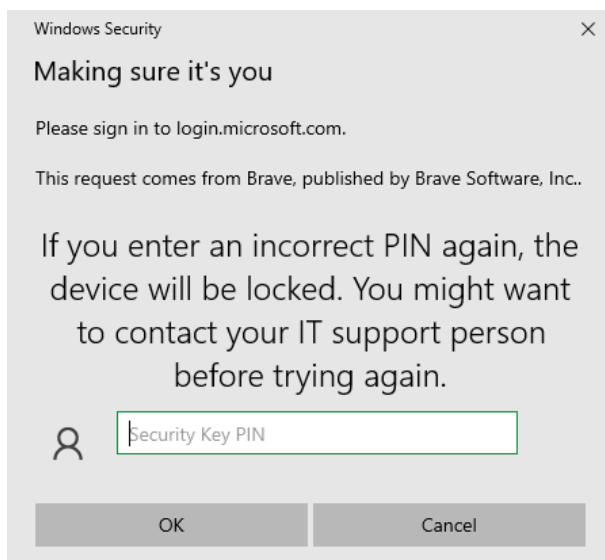 Windows Security
Making sure it's you
Please sign in to login.microsoft.com.
This request comes from Brave, published by Brave Software, Inc..
If you enter an incorrect PIN again, the
device will be locked. You might want
to contact your IT support person
before trying again.
Security Key PIN
OK
Cancel